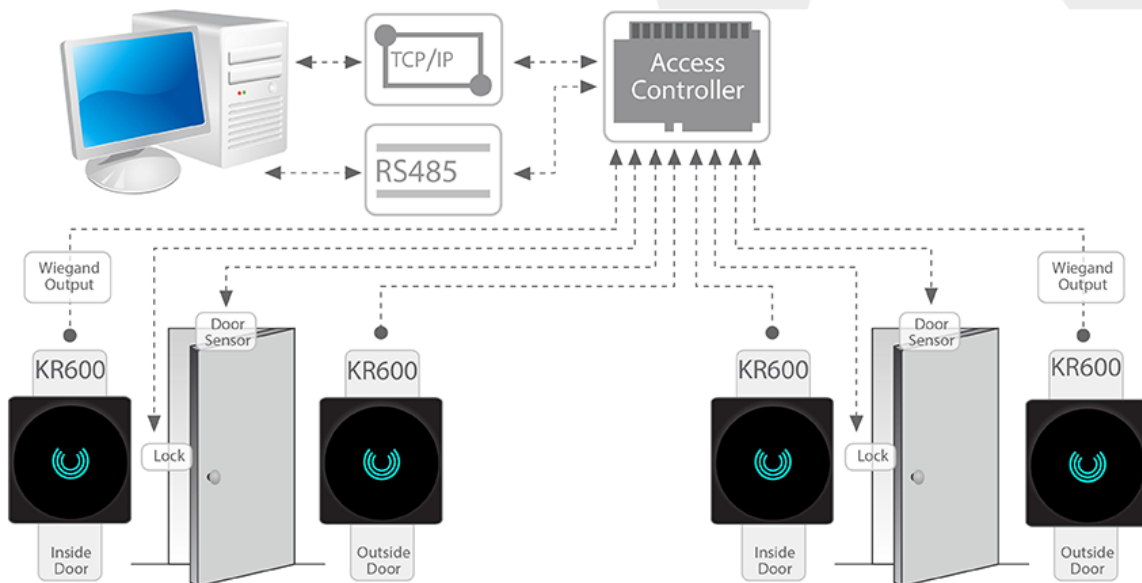 TCP/IP
Access
Controller
RS485
Wiegand
Output
Wiegand
Output
Door
Sensor
Door
Sensor
KR600
KR600
KR600
KR600
Lock
Lock
Inside
Door
Outside
Door
Inside
Door
Outside
Door